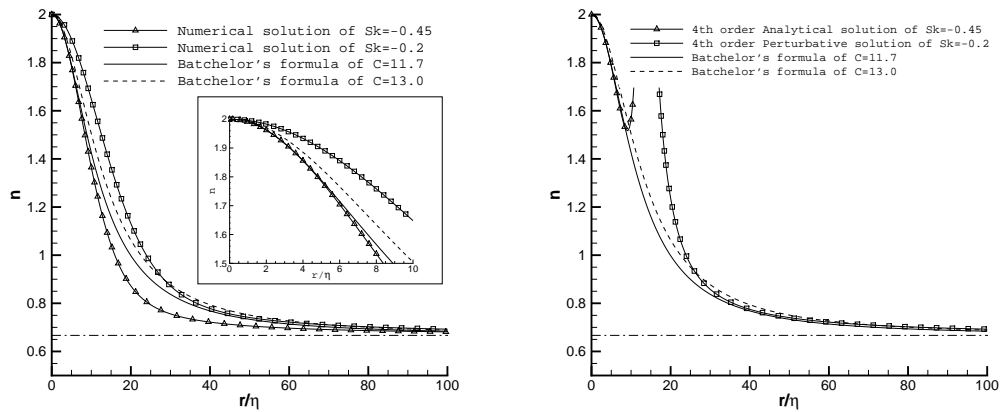 2
1.8
1.6
1.4
1.2
1
0.8
0.6
n
0
20
40
60
80
100
r/η
Numerical solution of Sk=-0.45
Numerical solution of Sk=-0.2
Batchelor's formula of C=11.7
Batchelor's formula of C=13.0
2
1.9
1.8
1.7
1.6
1.5
n
0
2
4
6
8
10
r/η
2
1.8
1.6
1.4
1.2
1
0.8
0.6
n
0
20
40
60
80
100
r/η
4th order Analytical solution of Sk=-0.45
4th order Perturbative solution of Sk=-0.2
Batchelor's formula of C=11.7
Batchelor's formula of C=13.0